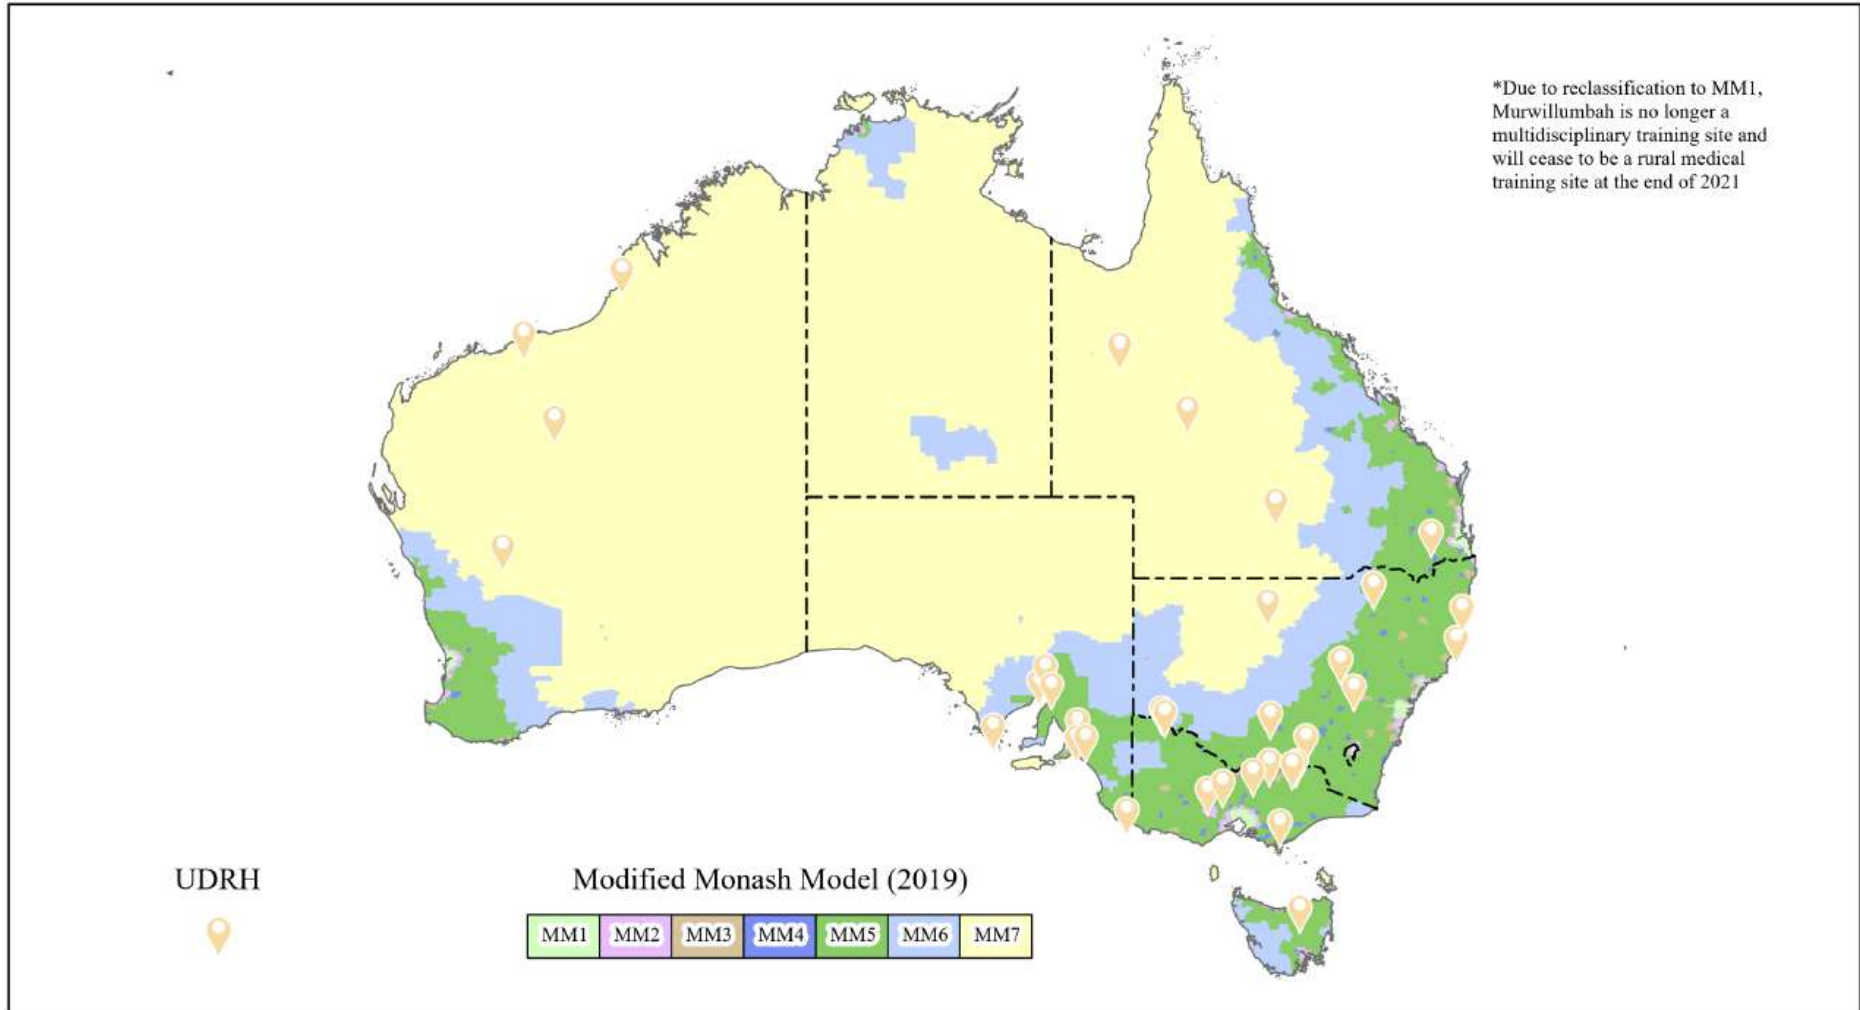 *Due to reclassification to MM1,
Murwillumbah is no longer a
multidisciplinary training site and
will cease to be a rural medical
training site at the end of 2021
UDRH
Modified Monash Model (2019)
MM1 MM2 MM3 MM4 MM5 MM6 MM7